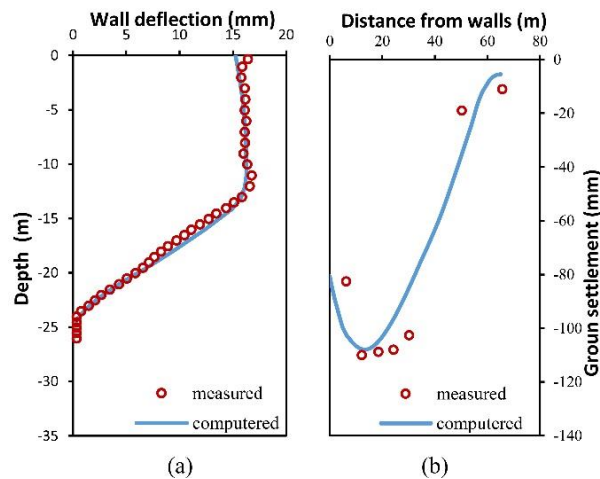 Wall deflection (mm)
0 5 10 15 20
0
-5
-10
-15
-20
-25
-30
-35
Depth (m)
measured
computered
(a)
Distance from walls (m)
0 20 40 60 80
0
-20
-40
-60
-80
-100
-120
-140
Groun settlement (mm)
measured
computered
(b)